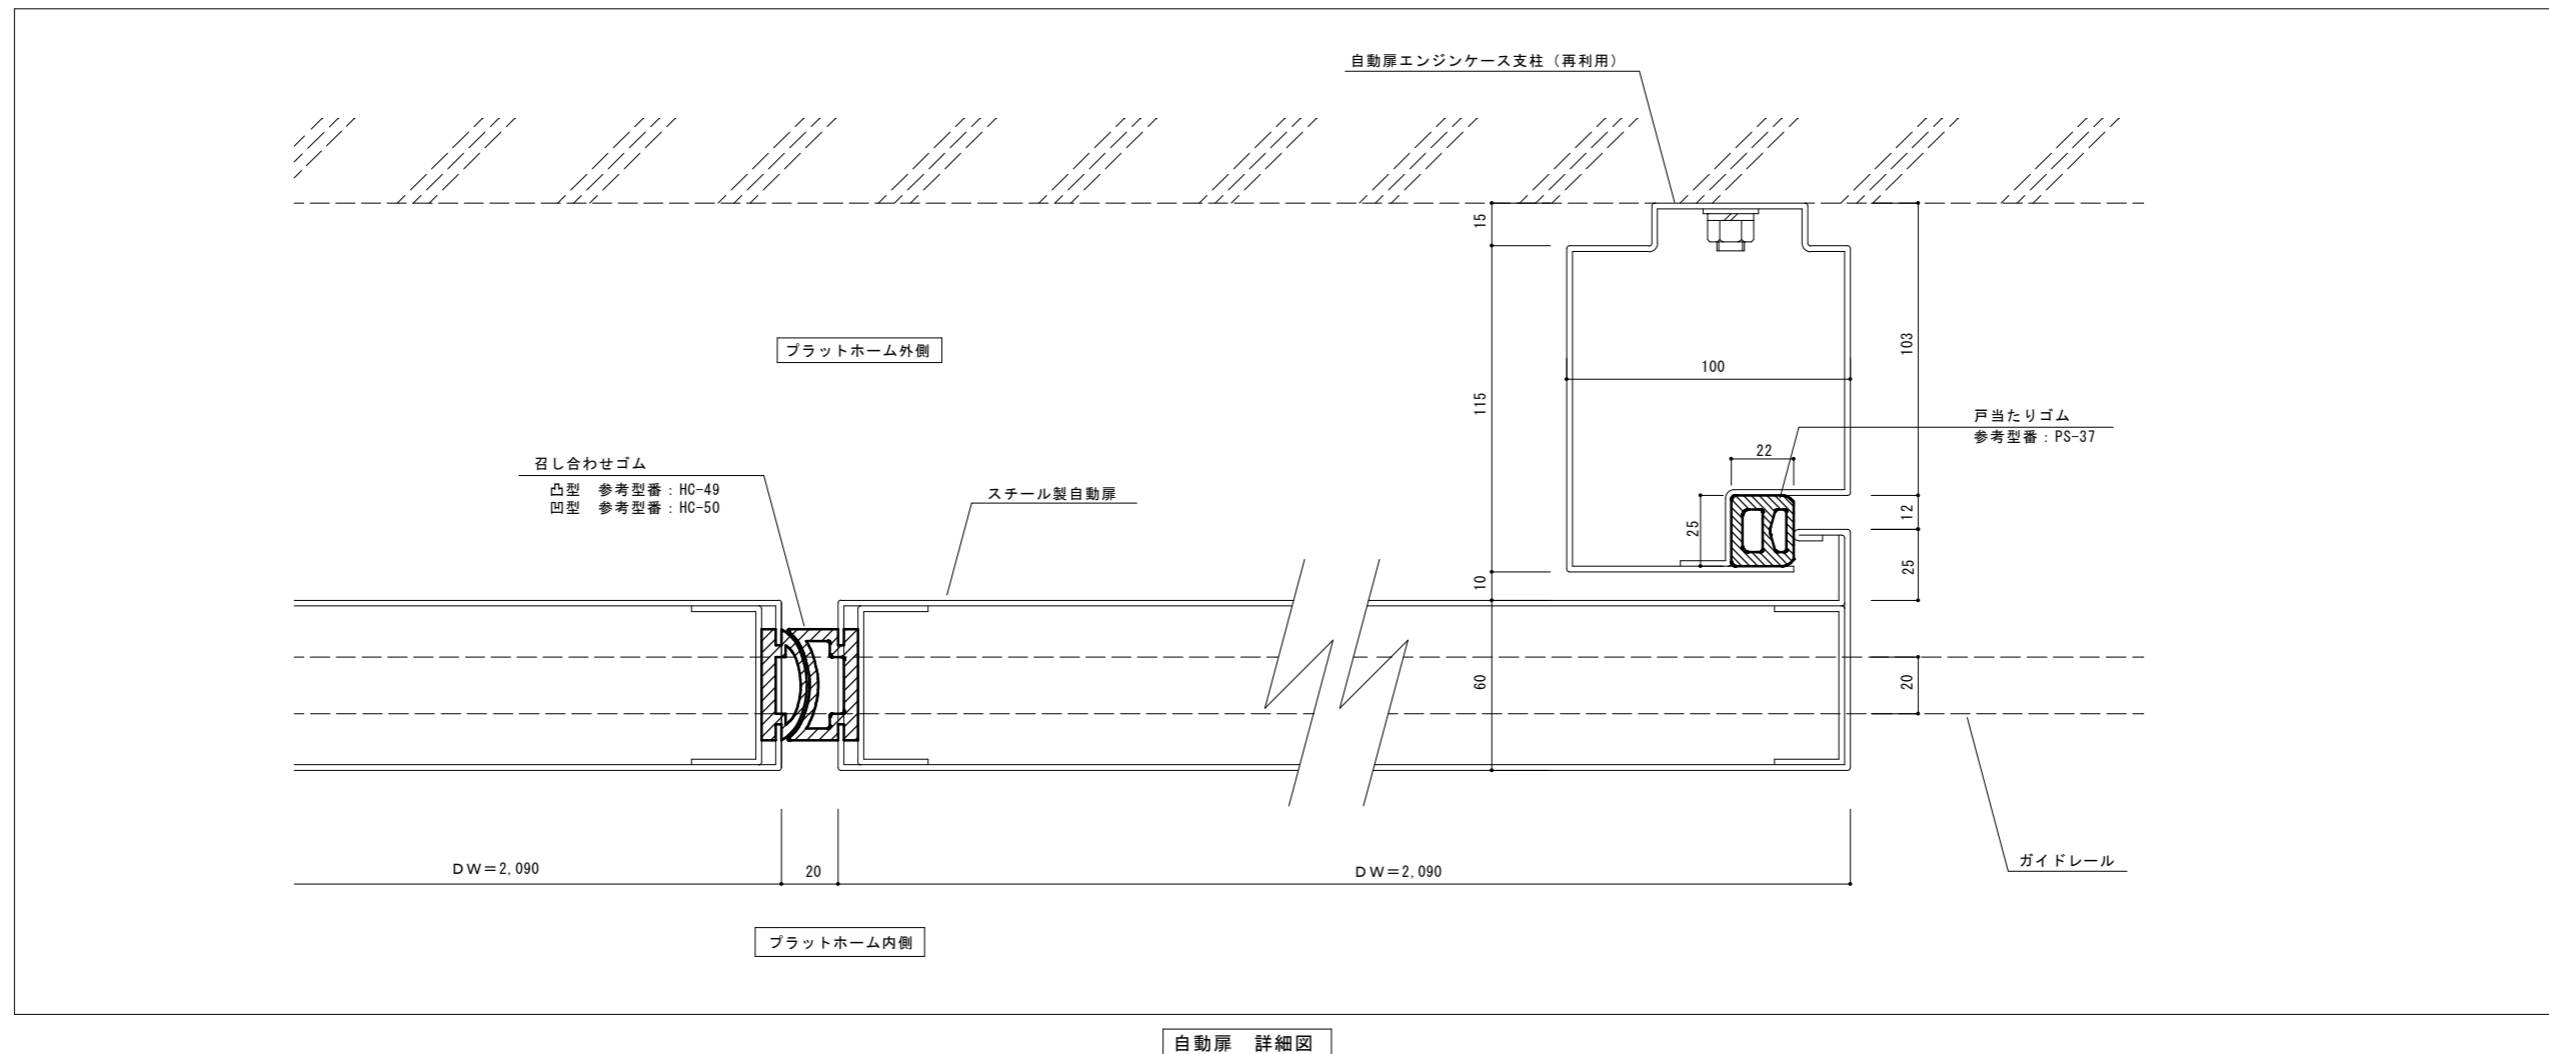 自動扉エンジンケース支柱（再利用）
15
プラットホーム外側
103
100
115
戸当たりゴム
参考型番：PS-37
22
召し合わせゴム
凸型　参考型番：HC-49
凹型　参考型番：HC-50
スチール製自動扉
25
12
10
25
60
20
ガイドレール
ＤＷ＝2,090
20
ＤＷ＝2,090
プラットホーム内側
自動扉　詳細図